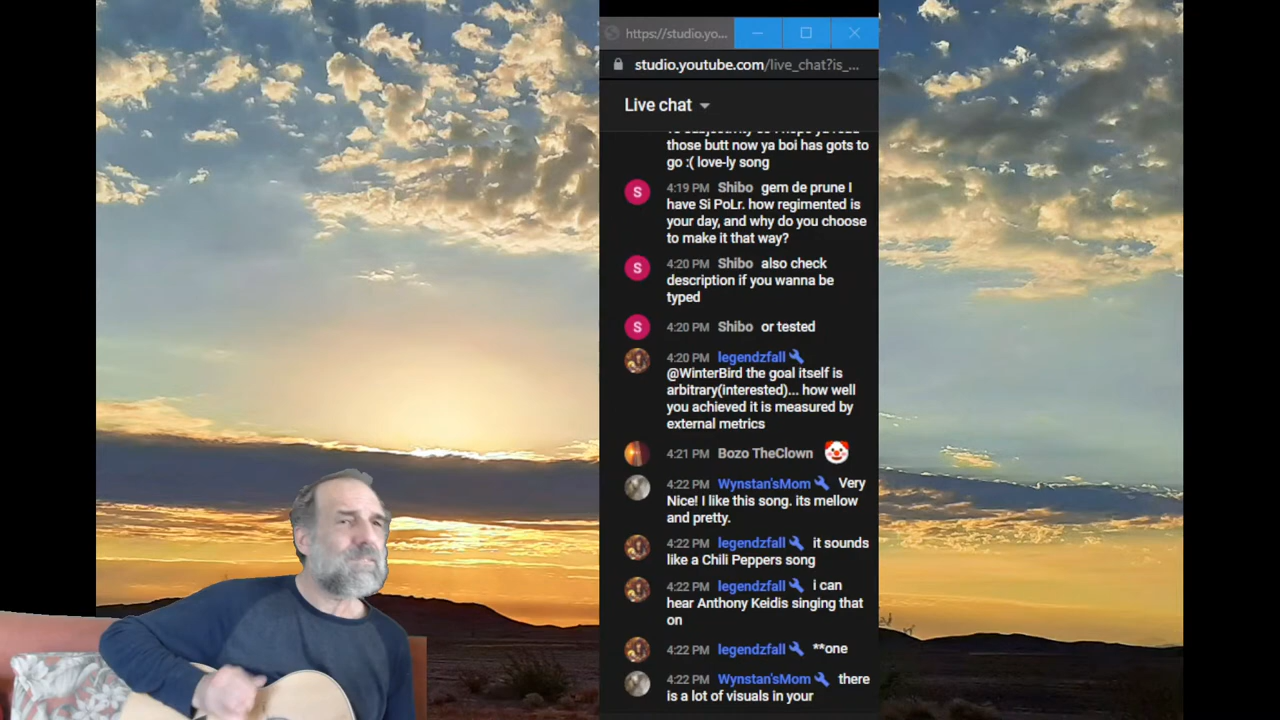 https://studio.yo...
studio.youtube.com/live_chat?is_...
Live chat
those butt now ya boi has gots to
go :( love-ly song
S
4:19 PM Shibo gem de prune I
have Si PoLr. how regimented is
your day, and why do you choose
to make it that way?
S
4:20 PM Shibo also check
description if you wanna be
typed
S
4:20 PM Shibo or tested
4:20 PM legendzfall
@WinterBird the goal itself is
arbitrary(interested)... how well
you achieved it is measured by
external metrics
4:21 PM Bozo TheClown 🤡
4:22 PM Wynstan'sMom Very
Nice! I like this song. its mellow
and pretty.
4:22 PM legendzfall it sounds
like a Chili Peppers song
4:22 PM legendzfall i can
hear Anthony Keidis singing that
on
4:22 PM legendzfall **one
4:22 PM Wynstan'sMom there
is a lot of visuals in your